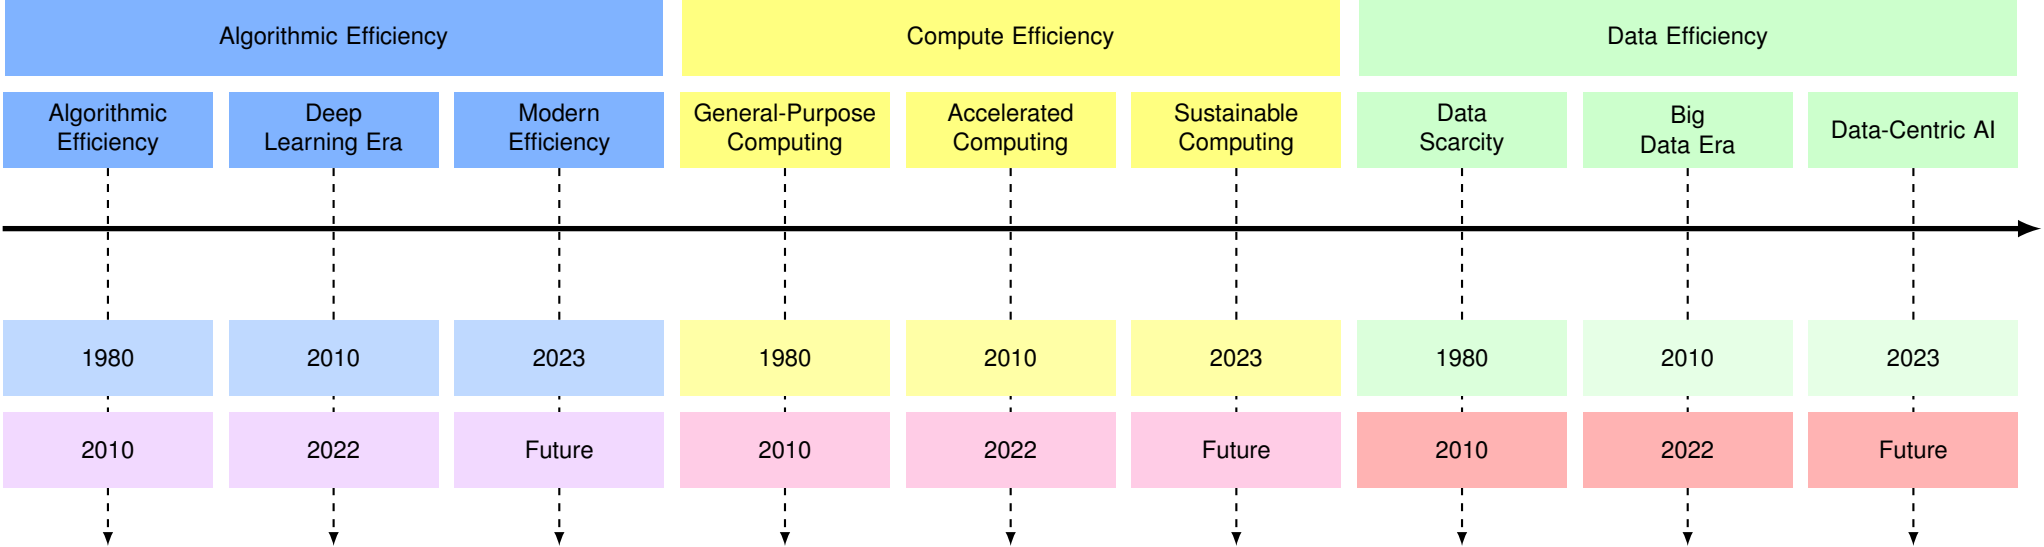 Algorithmic Efficiency
Compute Efficiency
Data Efficiency
Algorithmic
Efficiency
Deep
Learning Era
Modern
Efficiency
General-Purpose
Computing
Accelerated
Computing
Sustainable
Computing
Data
Scarcity
Big
Data Era
Data-Centric AI
1980
2010
2023
1980
2010
2023
1980
2010
2023
2010
2022
Future
2010
2022
Future
2010
2022
Future